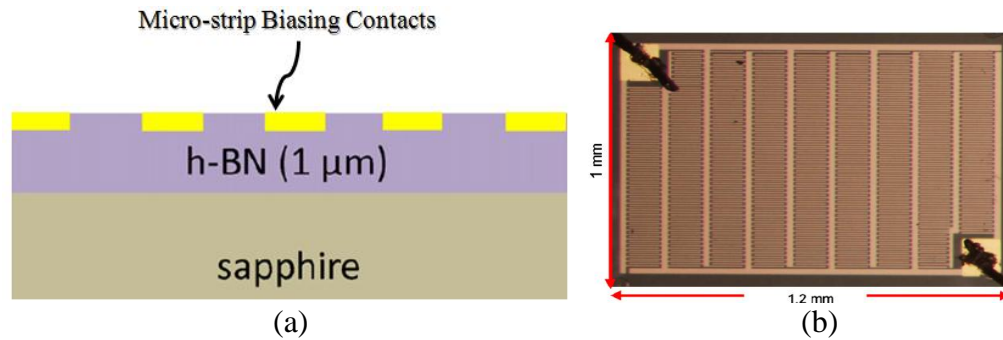 Micro-strip Biasing Contacts
h-BN (1 μm)
sapphire
(a)
1 mm
1.2 mm
(b)